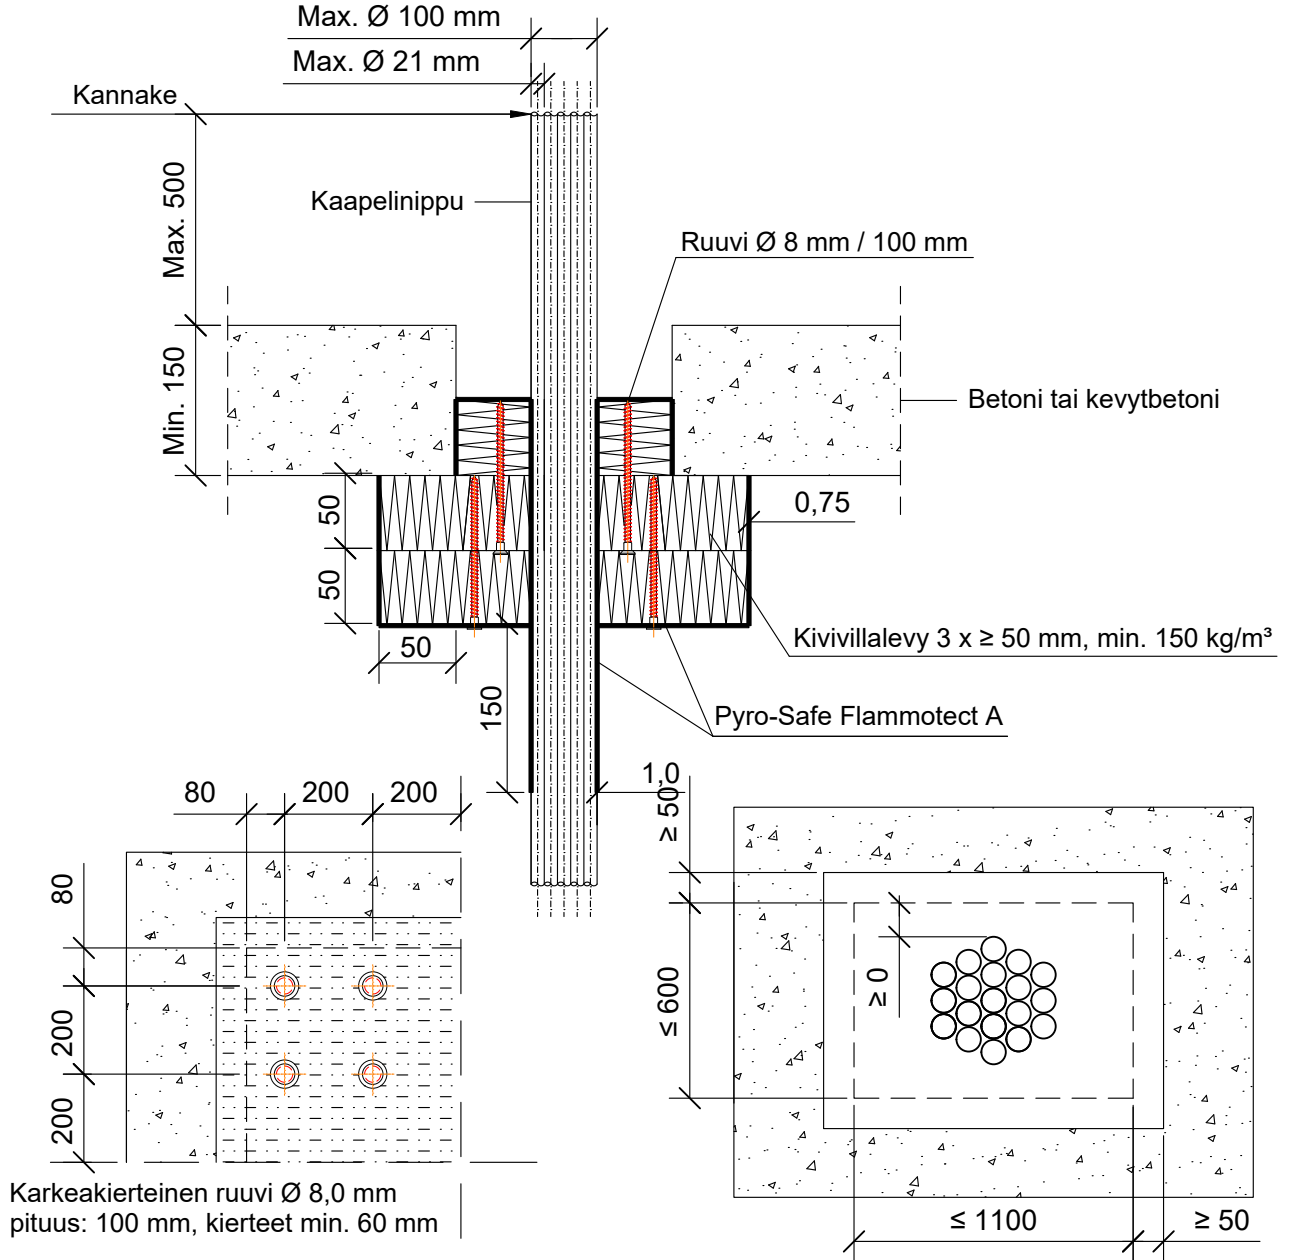 Max. Ø 100 mm
Max. Ø 21 mm
Kannake
Max. 500
Kaapelinippu
Ruuvi Ø 8 mm / 100 mm
Min. 150
Betoni tai kevytbetoni
50
0,75
50
50
Kivivillalevy 3 x ≥ 50 mm, min. 150 kg/m³
150
Pyro-Safe Flammotect A
1,0
80
200
200
≥ 50
80
≤ 600
≥ 0
200
200
Karkeakierteinen ruuvi Ø 8,0 mm
pituus: 100 mm, kierteet min. 60 mm
≤ 1100
≥ 50